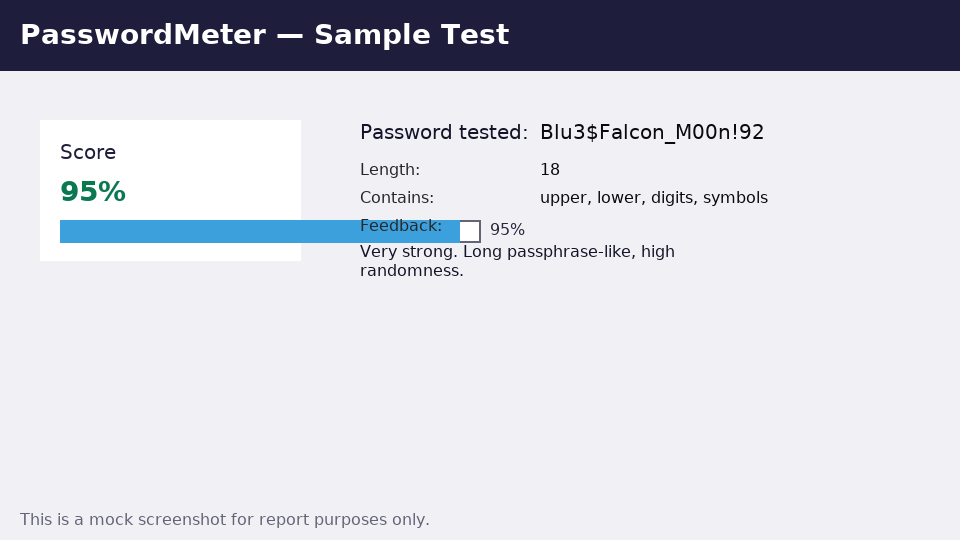 PasswordMeter — Sample Test
Score
95%
95%
Password tested: Blu3$Falcon_M00n!92
Length: 18
Contains: upper, lower, digits, symbols
Feedback:
Very strong. Long passphrase-like, high
randomness.
This is a mock screenshot for report purposes only.